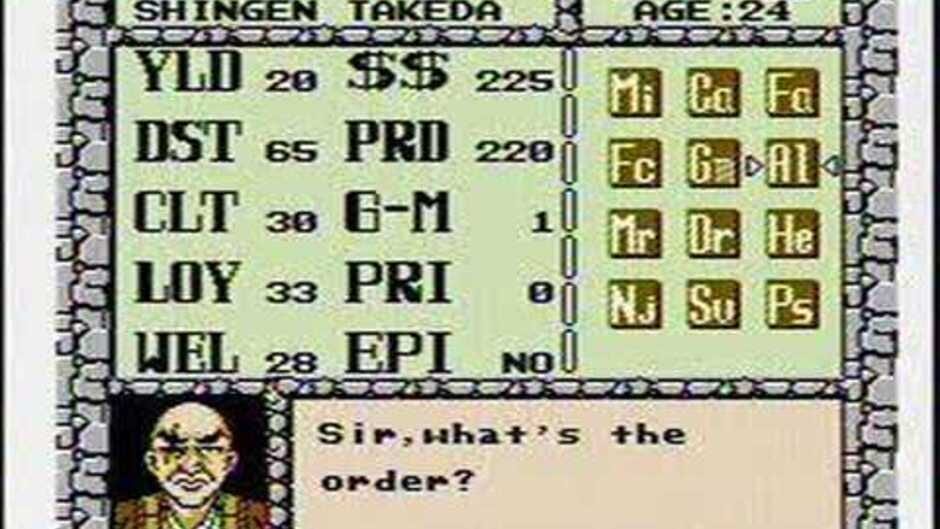 SHINGEN TAKEDA AGE:24
YLD 20 $$ 225 Mi Ca Fa
DST 65 PRD 220 Fc Al
CLT 30 G-M 1 Mr Dr He
LOY 33 PRI 0 Nj Su Ps
WEL 28 EPI NO
Sir,what's the
order?